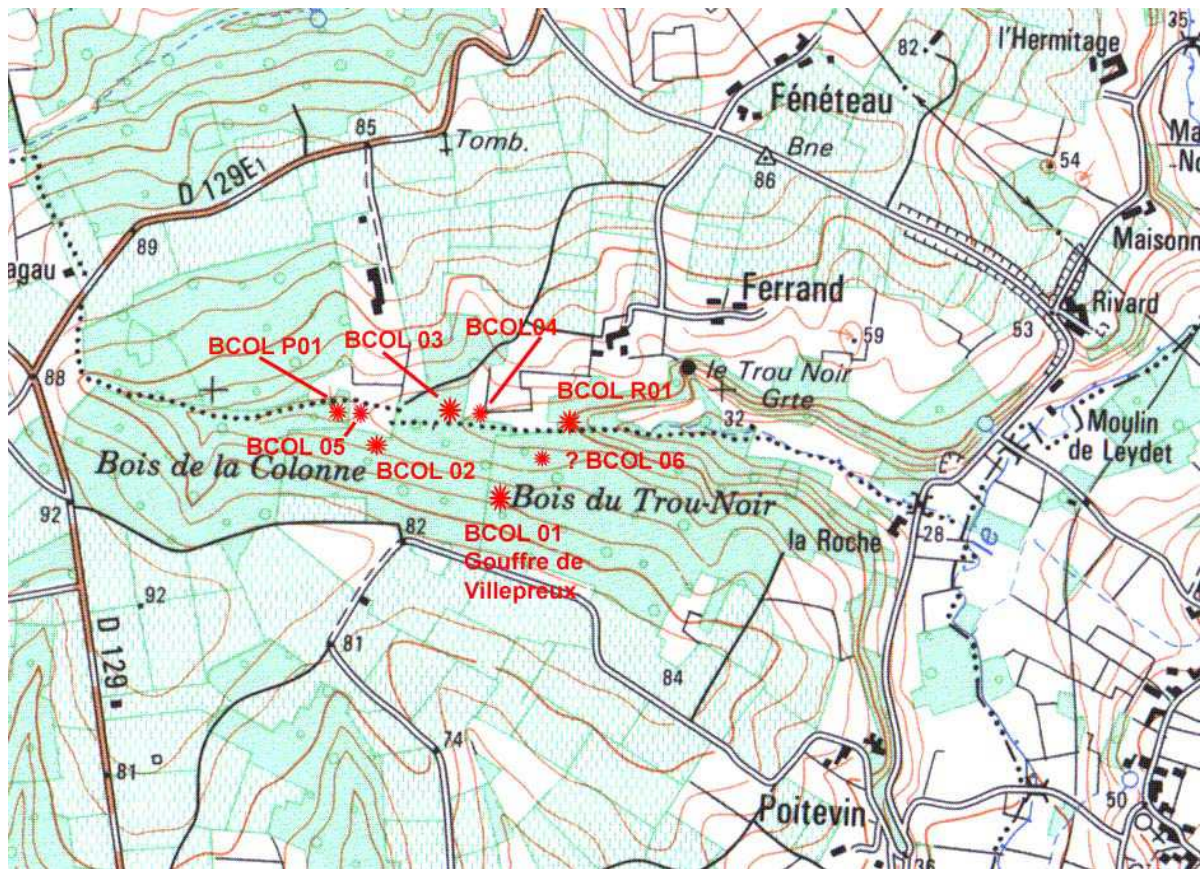 35
l'Hermitage
82
Fénéteau
85
Tomb.
Bne
86
54
D 129E1
Ma
No
89
Maisonn
agau
Ferrand
Rivard
53
BCOL P01
BCOL 03
BCOL04
59
88
BCOL R01
le Trou Noir
Grte
32
Moulin
de Leydet
BCOL 05
BCOL 02
? BCOL 06
Bois de la Colonne
Bois du Trou-Noir
92
82
BCOL 01
Gouffre de
Villepreux
la Roche
28
92
D 129
81
84
74
81
Poitevin
50
36